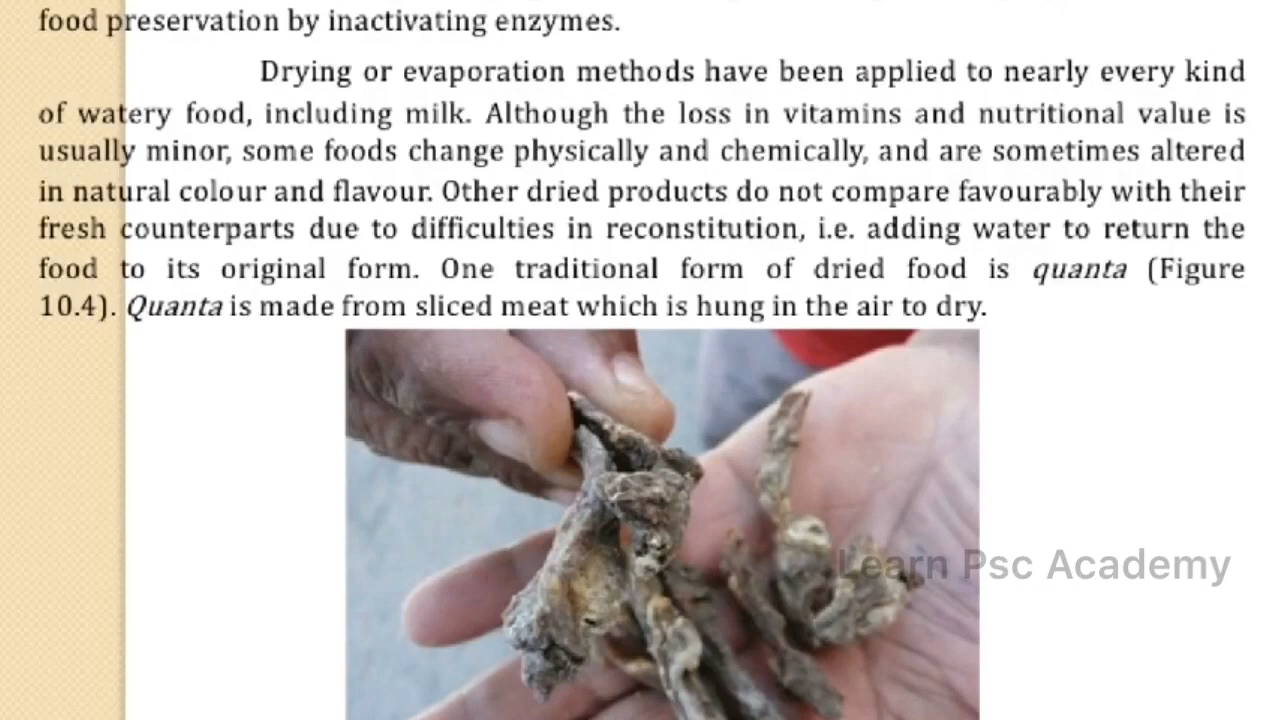 food preservation by inactivating enzymes.
Drying or evaporation methods have been applied to nearly every kind
of watery food, including milk. Although the loss in vitamins and nutritional value is
usually minor, some foods change physically and chemically, and are sometimes altered
in natural colour and flavour. Other dried products do not compare favourably with their
fresh counterparts due to difficulties in reconstitution, i.e. adding water to return the
food to its original form. One traditional form of dried food is quanta (Figure
10.4). Quanta is made from sliced meat which is hung in the air to dry.
Learn Psc Academy